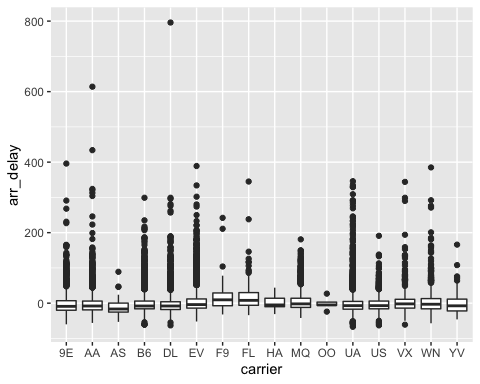 800
600
400
200
0
arr_delay
9E AA AS B6 DL EV F9 FL HA MQ OO UA US VX WN YV
carrier